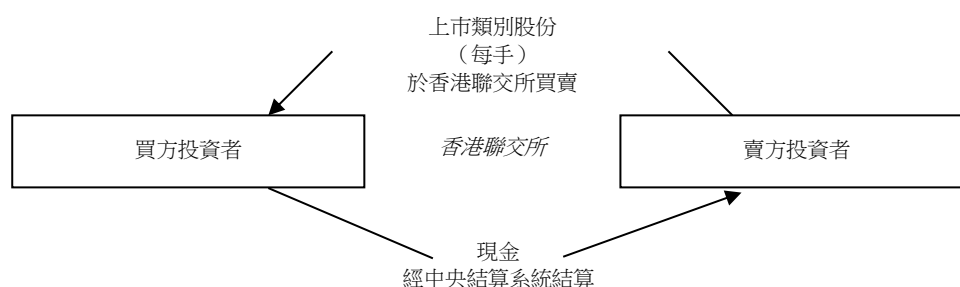 上市類別股份
(每手)
於香港聯交所買賣
買方投資者
香港聯交所
賣方投資者
現金
經中央結算系統結算